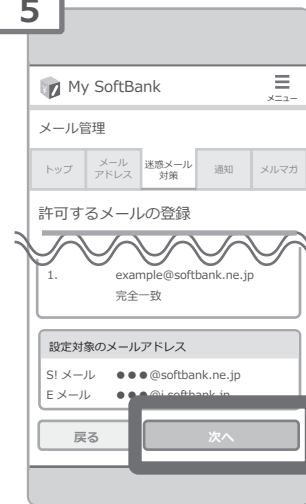 5
My SoftBank
メニュー
メール管理
トップ
メール
アドレス
迷惑メール
対策
通知
メルマガ
許可するメールの登録
1. example@softbank.ne.jp
完全一致
設定対象のメールアドレス
S! メール ●●●@softbank.ne.jp
E メール ●●●@i.softbank.jp
戻る
次へ